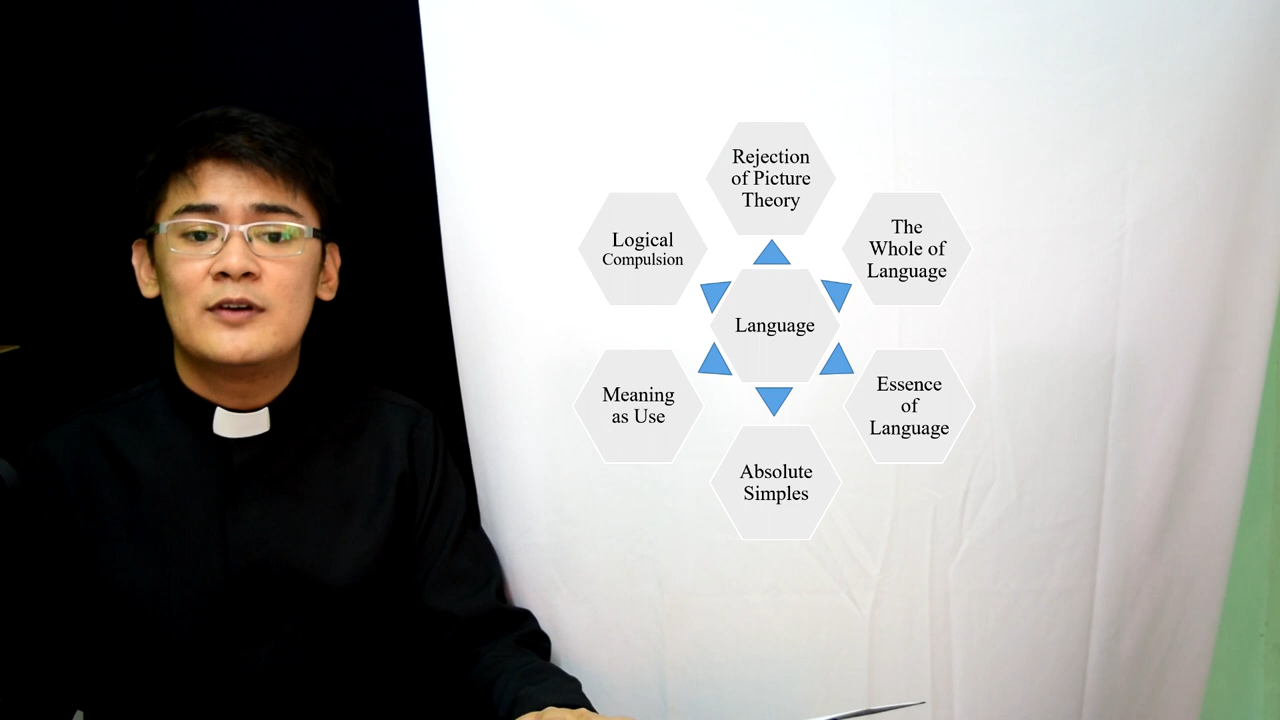 Rejection
of Picture
Theory
Logical
Compulsion
The
Whole of
Language
Language
Meaning
as Use
Essence
of
Language
Absolute
Simples